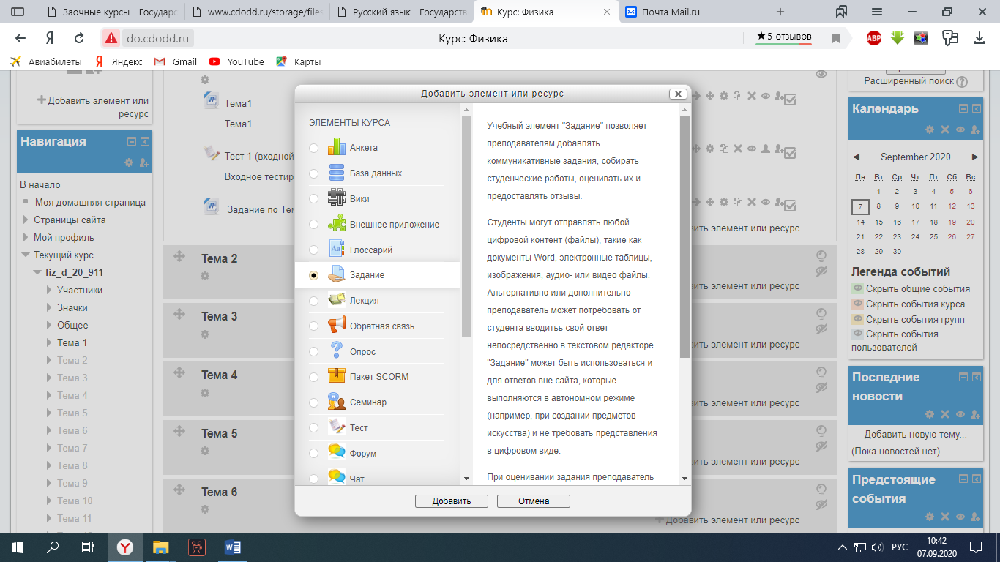 Заочные курсы - Государс
www.cdodd.ru/storage/files
Русский язык - Государств
Курс: Физика
Почта Mail.ru
do.cdodd.ru
Курс: Физика
★5 отзывов
Авиабилеты
Яндекс
Gmail
YouTube
Карты
Добавить элемент или
ресурс
Навигация
В начало
Моя домашняя страница
Страницы сайта
Мой профиль
Текущий курс
fiz_d_20_911
Участники
Значки
Общее
Тема 1
Тема 2
Тема 3
Тема 4
Тема 5
Тема 6
Тема 7
Тема 8
Тема 9
Тема 10
Тема 11
Тема1
Тема1
Тест 1 (входной
Входное тестир
Задание по Тем
вить элемент или ресурс
Тема 2
вить элемент или ресурс
Тема 3
вить элемент или ресурс
Тема 4
вить элемент или ресурс
Тема 5
вить элемент или ресурс
Тема 6
Добавить элемент или ресурс
Добавить элемент или ресурс
ЭЛЕМЕНТЫ КУРСА
Анкета
База данных
Вики
Внешнее приложение
Глоссарий
Задание
Лекция
Обратная связь
Опрос
Пакет SCORM
Семинар
Тест
Форум
Чат
Учебный элемент "Задание" позволяет
преподавателям добавлять
коммуникативные задания, собирать
студенческие работы, оценивать их и
предоставлять отзывы.
Студенты могут отправлять любой
цифровой контент (файлы), такие как
документы Word, электронные таблицы,
изображения, аудио- или видео файлы.
Альтернативно или дополнительно
преподаватель может потребовать от
студента вводитьь свой ответ
непосредственно в текстовом редакторе.
"Задание" может быть использоваться и
для ответов вне сайта, которые
выполняются в автономном режиме
(например, при создании предметов
искусства) и не требовать представления
в цифровом виде.
При оценивании задания преподаватель
Добавить
Отмена
Расширенный поиск
Календарь
September 2020
Пн Вт Ср Чт Пт Сб Вс
1 2 3 4 5 6
7 8 9 10 11 12 13
14 15 16 17 18 19 20
21 22 23 24 25 26 27
28 29 30
Легенда событий
Скрыть общие события
Скрыть события курса
Скрыть события групп
Скрыть события
пользователей
Последние
новости
Добавить новую тему...
(Пока новостей нет)
Предстоящие
события
РУС
10:42
07.09.2020